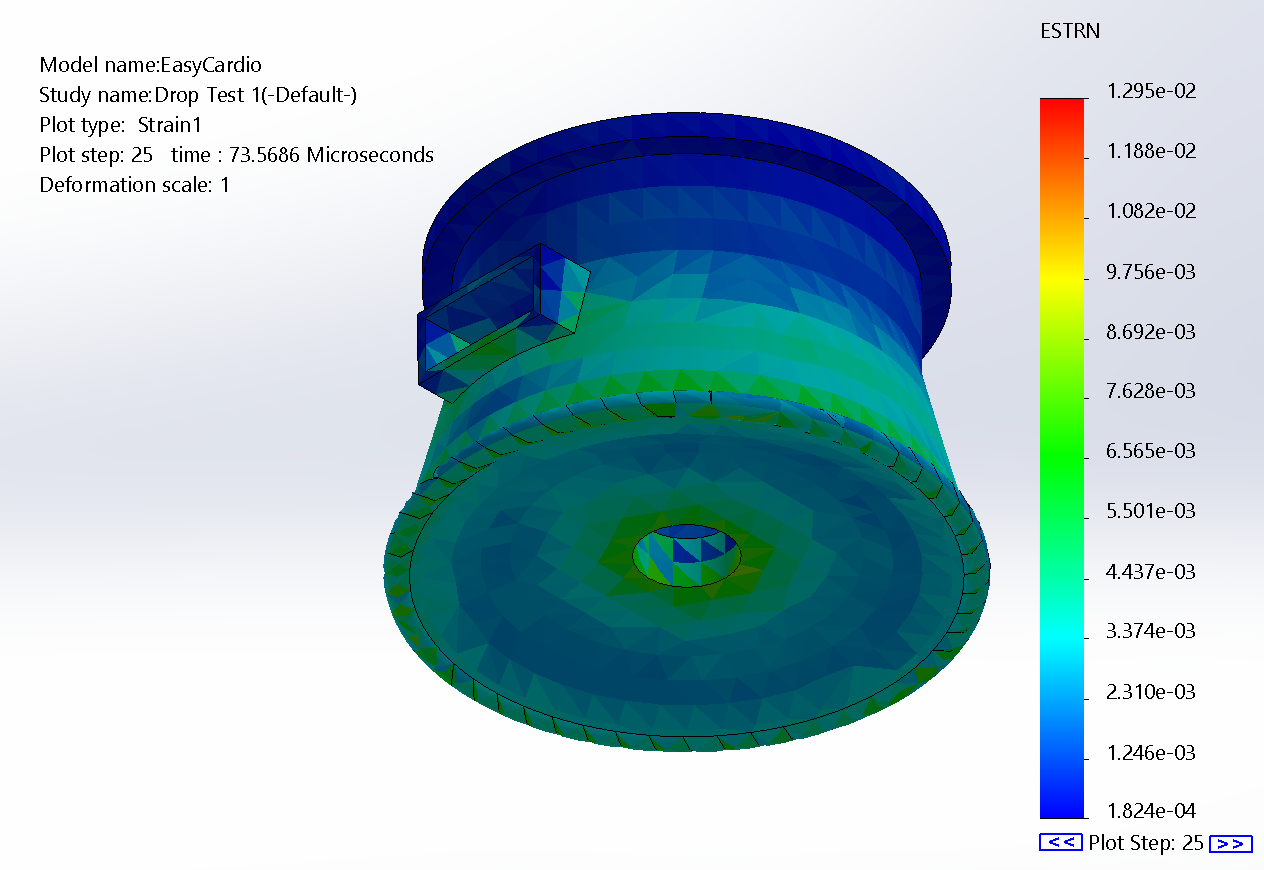 ESTRN
Model name:EasyCardio
Study name:Drop Test 1(-Default-)
Plot type: Strain1
Plot step: 25 time : 73.5686 Microseconds
Deformation scale: 1
1.295e-02
1.188e-02
1.082e-02
9.756e-03
8.692e-03
7.628e-03
6.565e-03
5.501e-03
4.437e-03
3.374e-03
2.310e-03
1.246e-03
1.824e-04
<< Plot Step: 25 >>